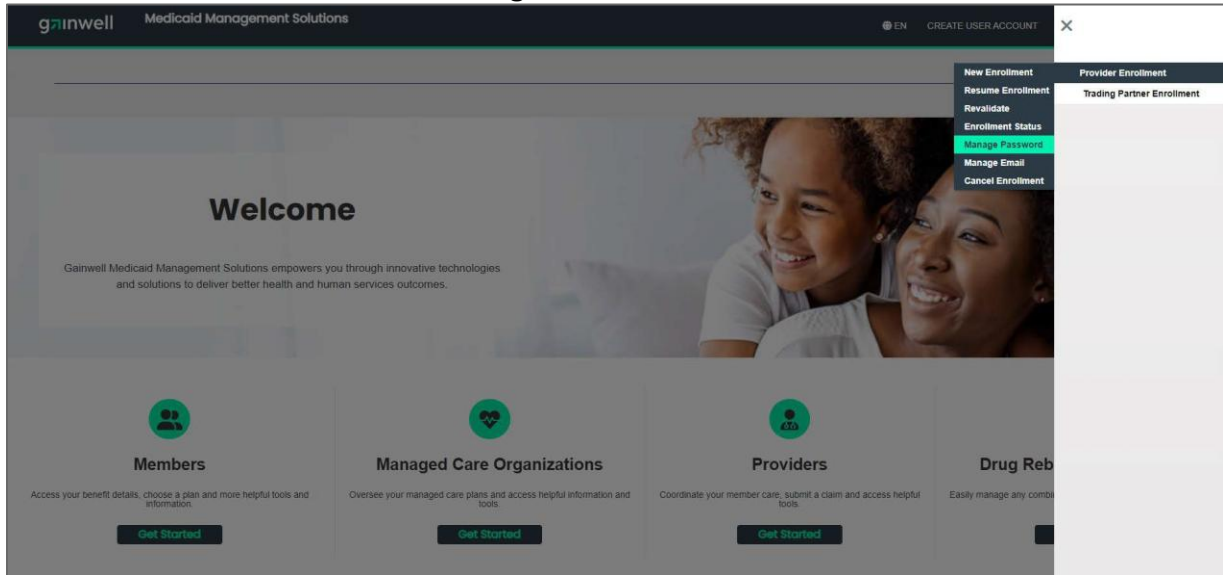 gainwell
Medicaid Management Solutions
EN
CREATE USER ACCOUNT
×
New Enrollment
Resume Enrollment
Revalidate
Enrollment Status
Manage Password
Manage Email
Cancel Enrollment
Provider Enrollment
Trading Partner Enrollment
Welcome
Gainwell Medicaid Management Solutions empowers you through innovative technologies
and solutions to deliver better health and human services outcomes.
Members
Access your benefit details, choose a plan and more helpful tools and
information.
Get Started
Managed Care Organizations
Oversee your managed care plans and access helpful information and
tools.
Get Started
Providers
Coordinate your member care, submit a claim and access helpful
tools.
Get Started
Drug Reb
Easily manage any combi